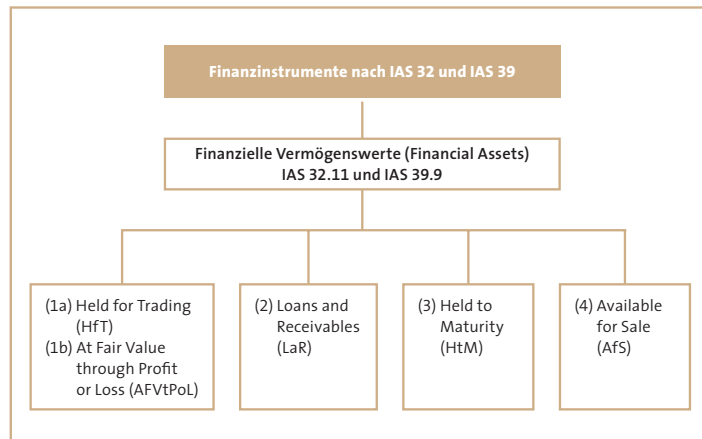 Finanzinstrumente nach IAS 32 und IAS 39
Finanzielle Vermögenswerte (Financial Assets)
IAS 32.11 und IAS 39.9
(1a) Held for Trading
(HfT)
(1b) At Fair Value
through Profit
or Loss (AFVtPoL)
(2) Loans and
Receivables
(LaR)
(3) Held to
Maturity
(HtM)
(4) Available
for Sale
(AfS)